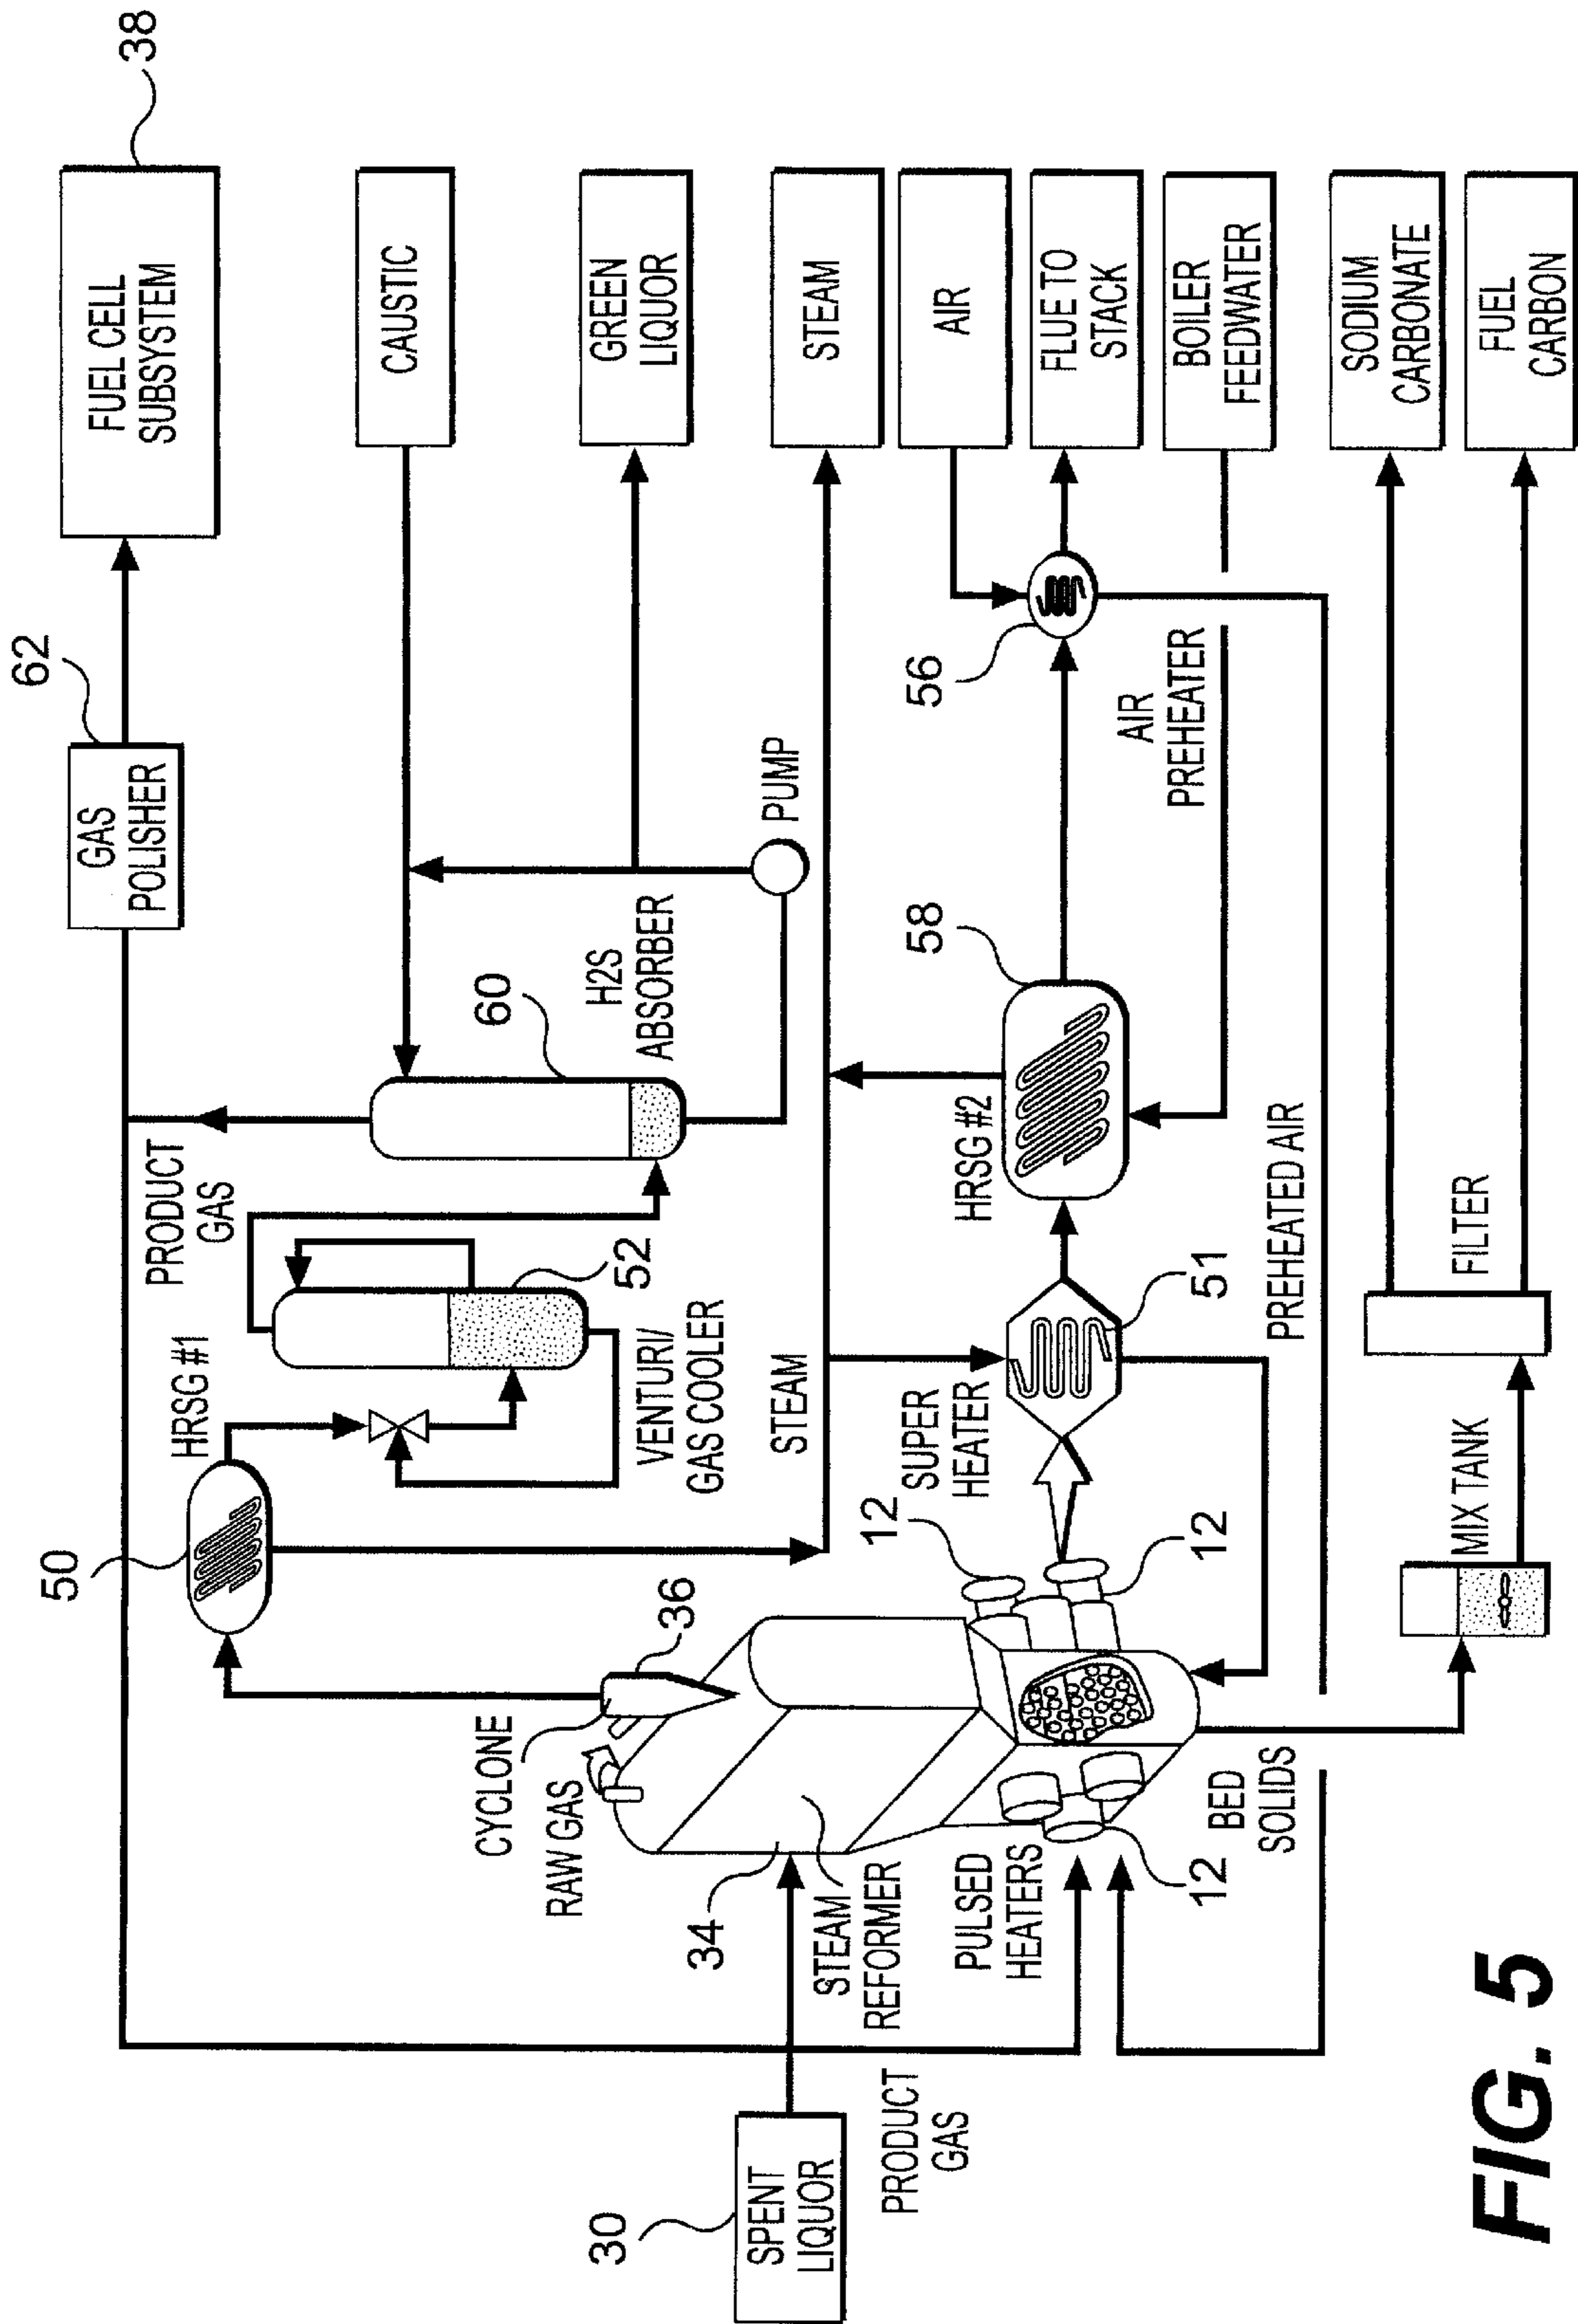 38
FUEL CELL
SUBSYSTEM
62
GAS
POLISHER
CAUSTIC
GREEN
LIQUOR
STEAM
AIR
FLUE TO
STACK
BOILER
FEEDWATER
SODIUM
CARBONATE
FUEL
CARBON
PRODUCT
GAS
60
H2S
ABSORBER
PUMP
50
HRSG #1
52
VENTURI/
GAS COOLER
STEAM
56
AIR
PREHEATER
58
HRSG #2
51
SUPER
HEATER
PREHEATED AIR
36
CYCLONE
RAW GAS
34
STEAM
REFORMER
12
12
12
PULSED
HEATERS
BED
SOLIDS
MIX TANK
FILTER
30
SPENT
LIQUOR
PRODUCT
GAS
FIG. 5